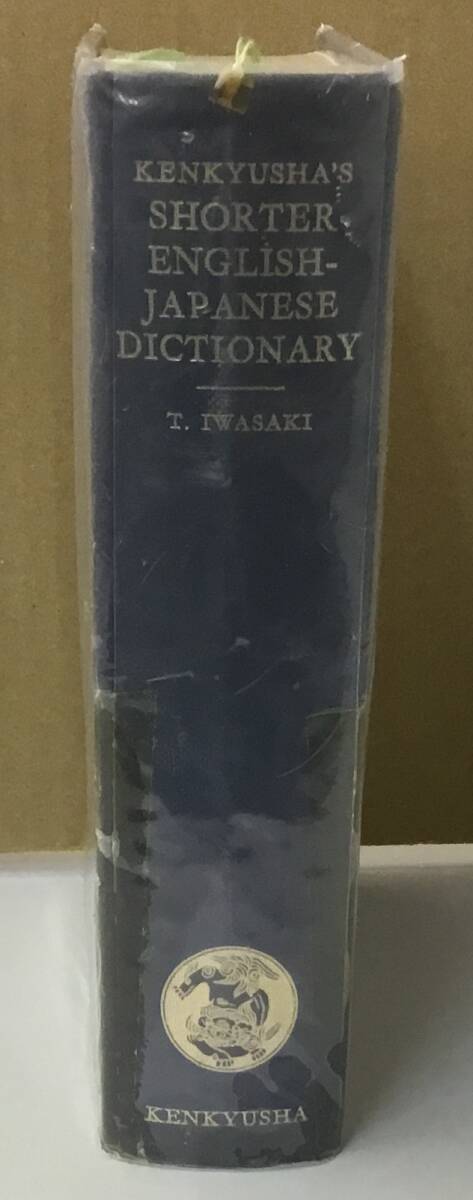 KENKYUSHA'S
SHORTER
ENGLISH-
JAPANESE
DICTIONARY
T. IWASAKI
KENKYUSHA